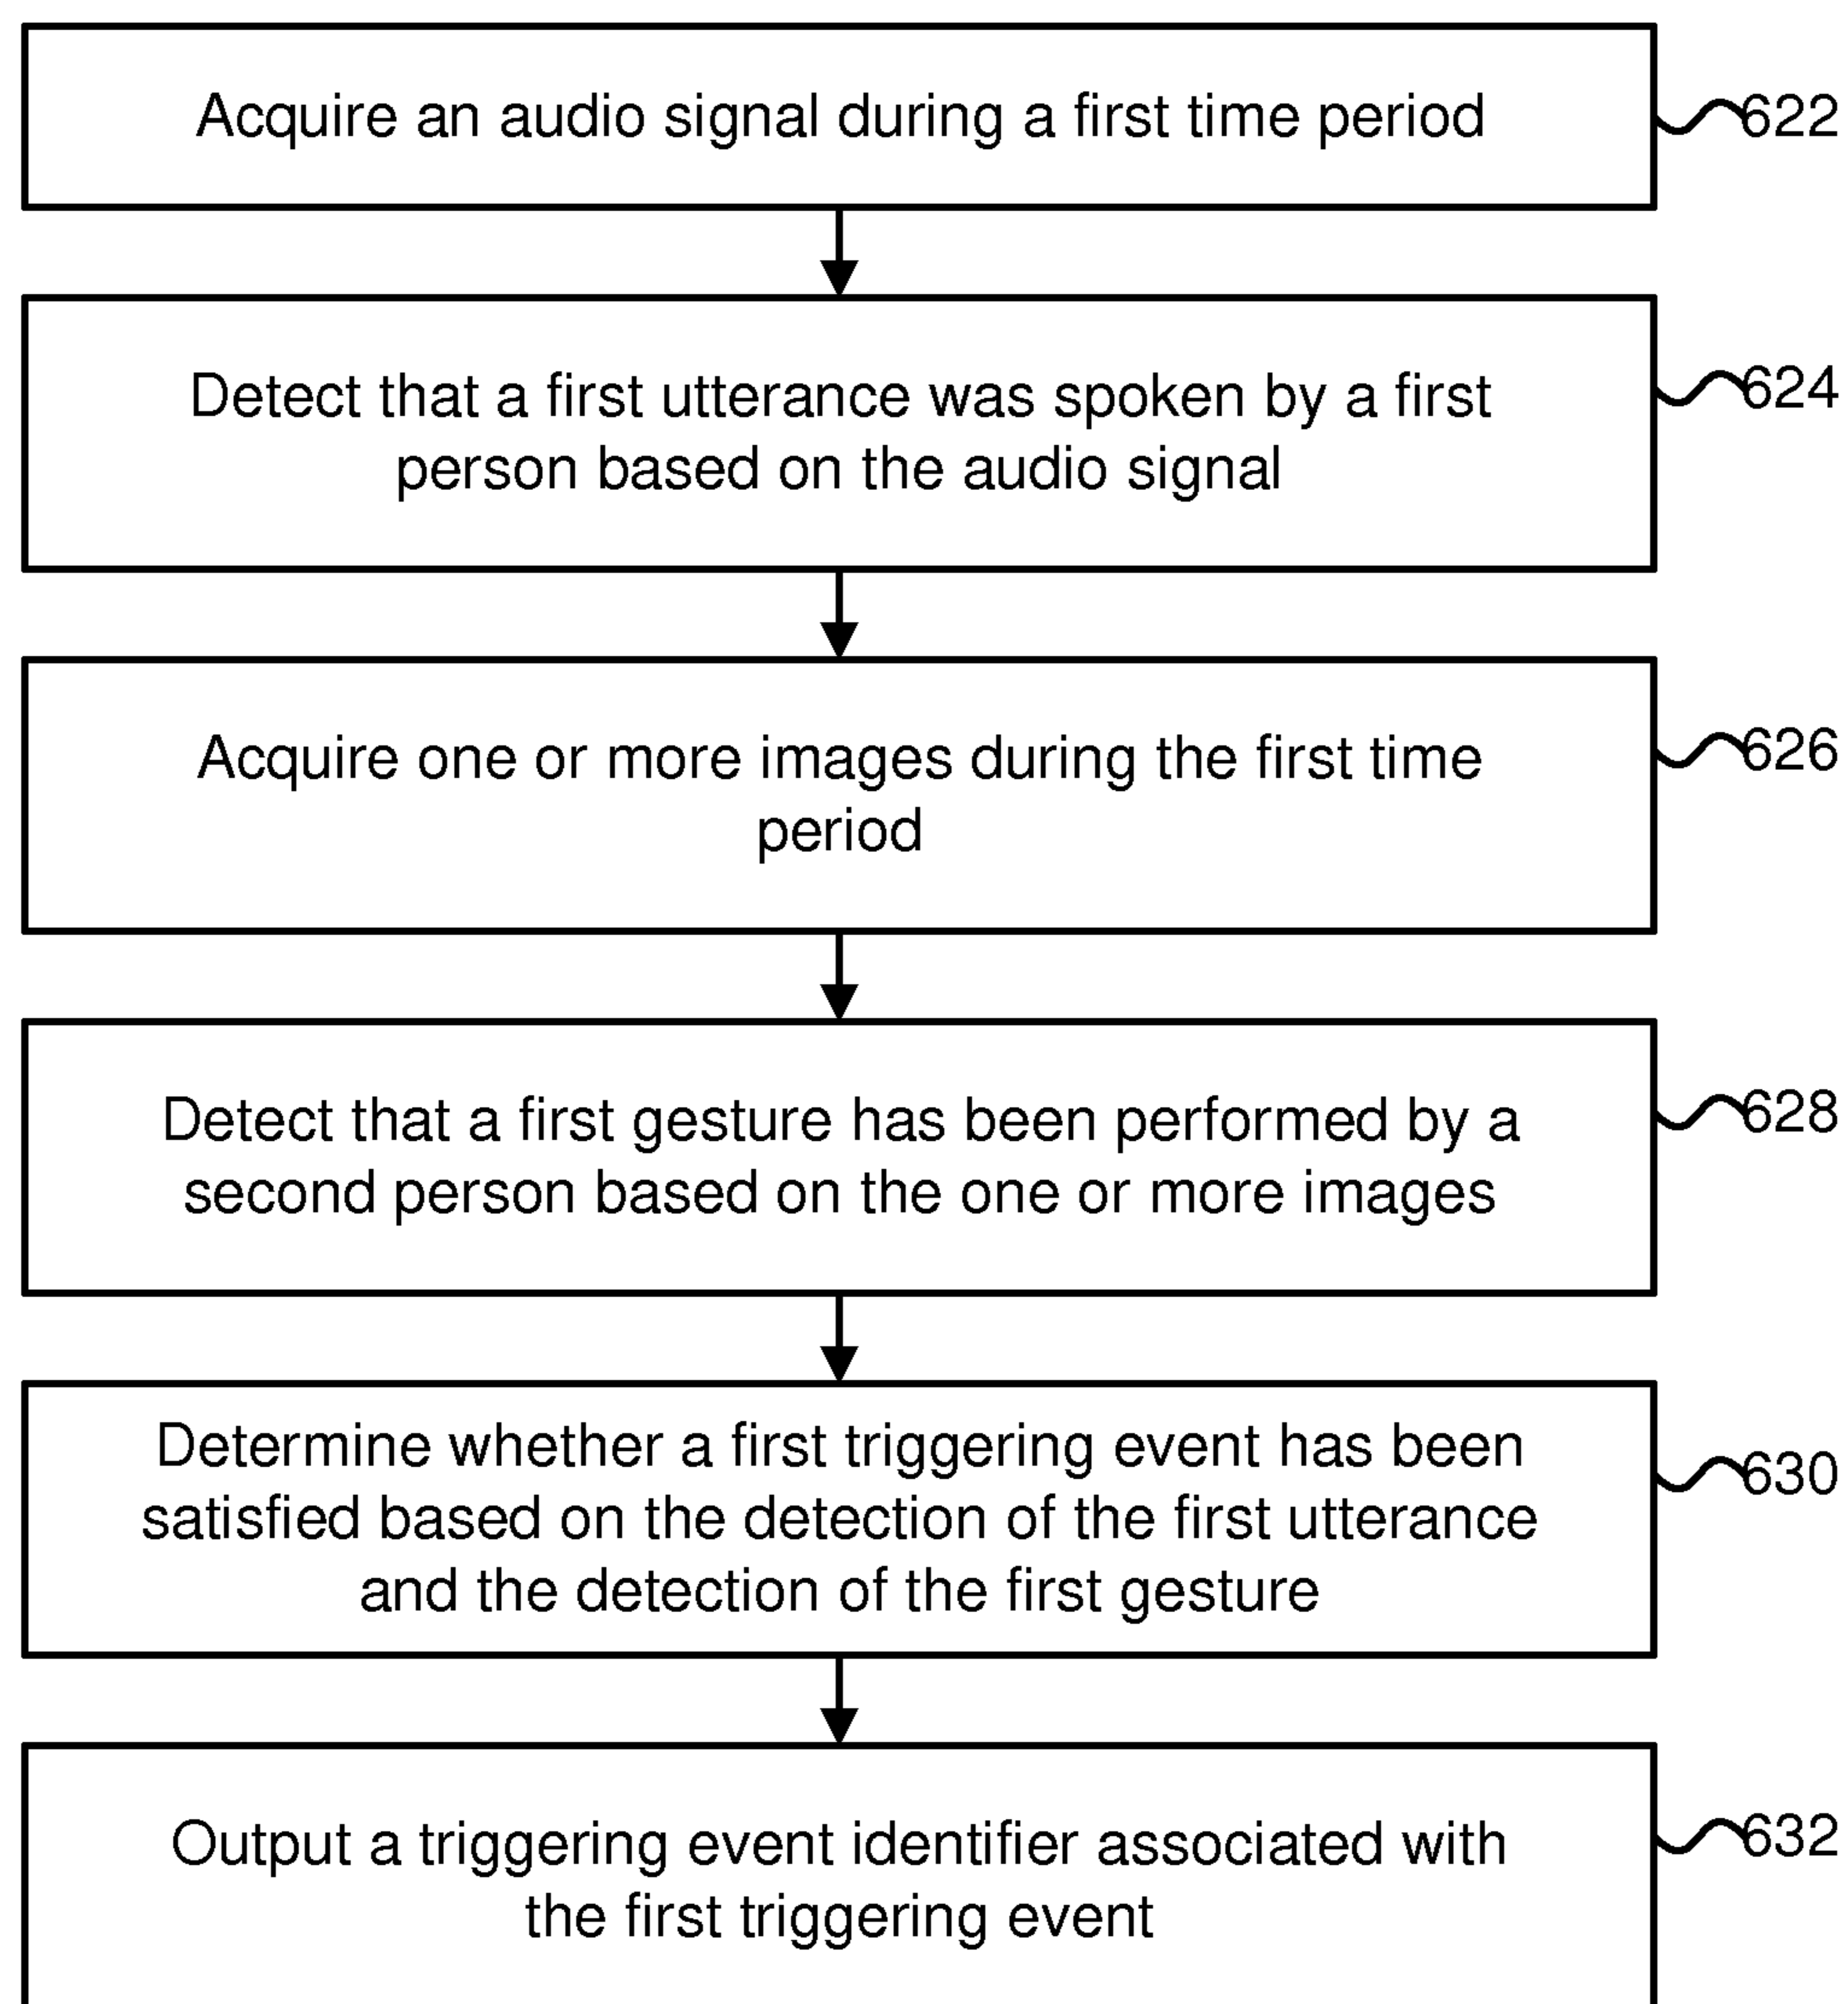 Acquire an audio signal during a first time period
622
Detect that a first utterance was spoken by a first
person based on the audio signal
624
Acquire one or more images during the first time
period
626
Detect that a first gesture has been performed by a
second person based on the one or more images
628
Determine whether a first triggering event has been
satisfied based on the detection of the first utterance
and the detection of the first gesture
630
Output a triggering event identifier associated with
the first triggering event
632